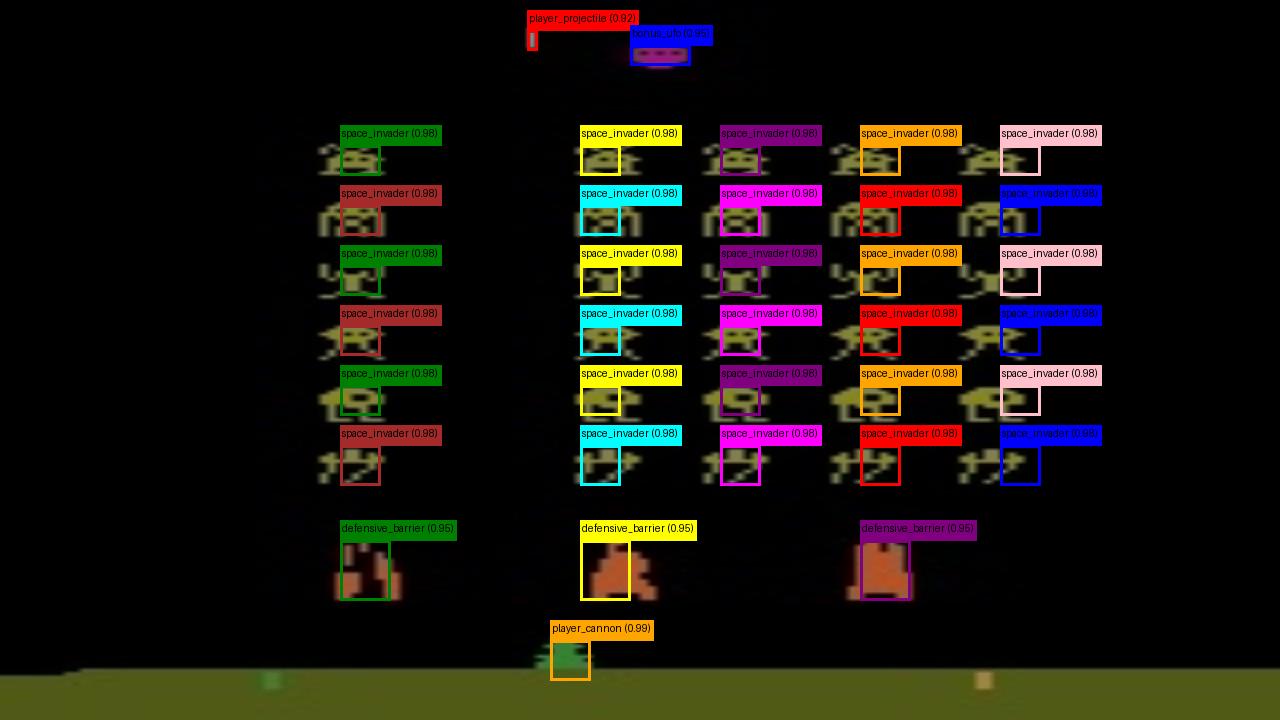 player_projectile (0.92)
bonus_ufo (0.95)
space_invader (0.98) space_invader (0.98) space_invader (0.98) space_invader (0.98) space_invader (0.98)
space_invader (0.98) space_invader (0.98) space_invader (0.98) space_invader (0.98) space_invader (0.98)
space_invader (0.98) space_invader (0.98) space_invader (0.98) space_invader (0.98) space_invader (0.98)
space_invader (0.98) space_invader (0.98) space_invader (0.98) space_invader (0.98) space_invader (0.98)
space_invader (0.98) space_invader (0.98) space_invader (0.98) space_invader (0.98) space_invader (0.98)
space_invader (0.98) space_invader (0.98) space_invader (0.98) space_invader (0.98) space_invader (0.98)
defensive_barrier (0.95) defensive_barrier (0.95) defensive_barrier (0.95)
player_cannon (0.99)